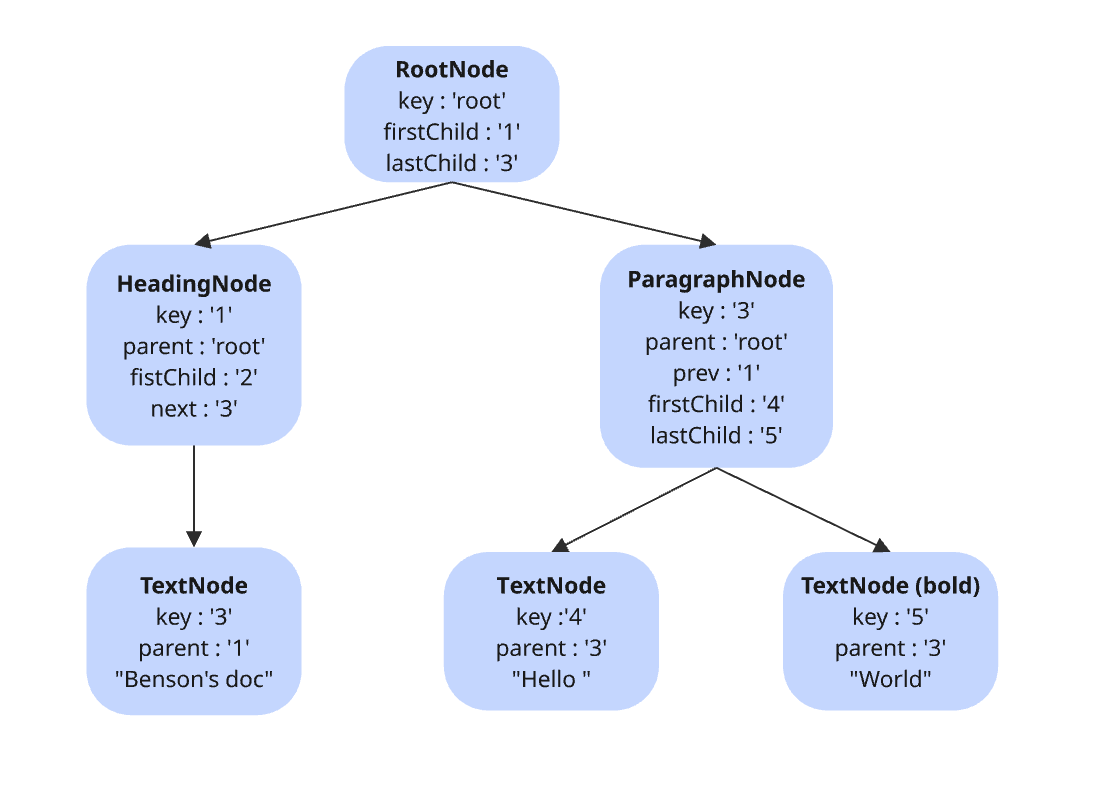 RootNode
key : 'root'
firstChild : '1'
lastChild : '3'
HeadingNode
key : '1'
parent : 'root'
fistChild : '2'
next : '3'
ParagraphNode
key : '3'
parent : 'root'
prev : '1'
firstChild : '4'
lastChild : '5'
TextNode
key : '3'
parent : '1'
"Benson's doc"
TextNode
key :'4'
parent : '3'
"Hello "
TextNode (bold)
key : '5'
parent : '3'
"World"